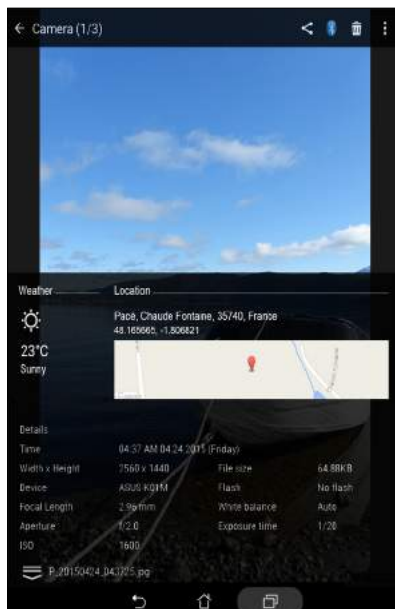 Camera (1/3)
Weather
Location
Pacé, Chaude Fontaine, 35740, France
48.165665, -1.806821
23°C
Sunny
Details
Time 04:37 AM 04.24.2015 (Friday)
Width x Height 2560 x 1440 File size 64.88KB
Device ASUS K01M Flash No flash
Focal Length 2.96 mm White balance Auto
Aperture f/2.0 Exposure time 1/20
ISO 1600
P_20150424_043725.jpg